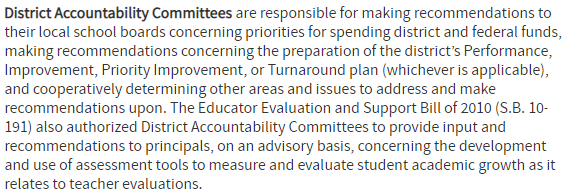 District Accountability Committees are responsible for making recommendations to
their local school boards concerning priorities for spending district and federal funds,
making recommendations concerning the preparation of the district's Performance,
Improvement, Priority Improvement, or Turnaround plan (whichever is applicable),
and cooperatively determining other areas and issues to address and make
recommendations upon. The Educator Evaluation and Support Bill of 2010 (S.B. 10-
191) also authorized District Accountability Committees to provide input and
recommendations to principals, on an advisory basis, concerning the development
and use of assessment tools to measure and evaluate student academic growth as it
relates to teacher evaluations.